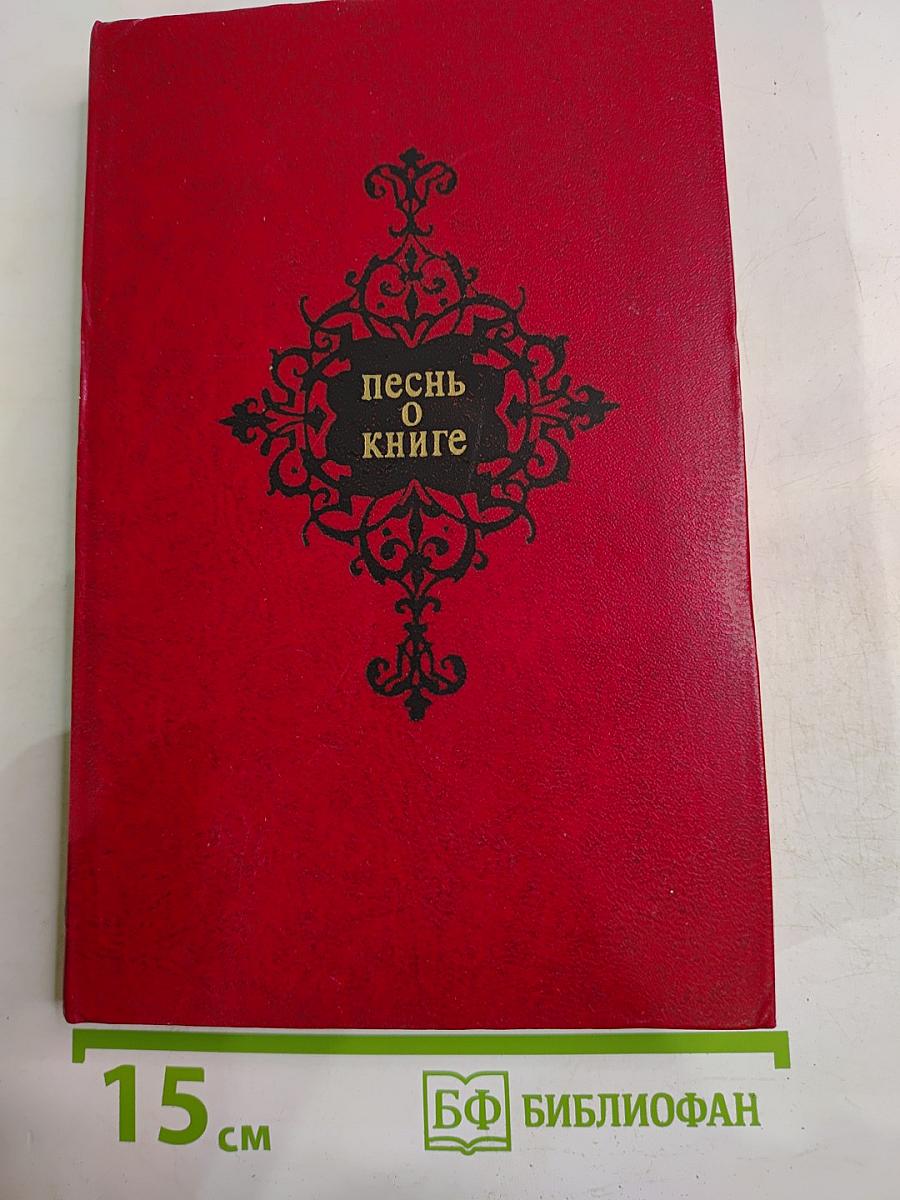 песнь
о
книге
15 см
БФ БИБЛИОФАН